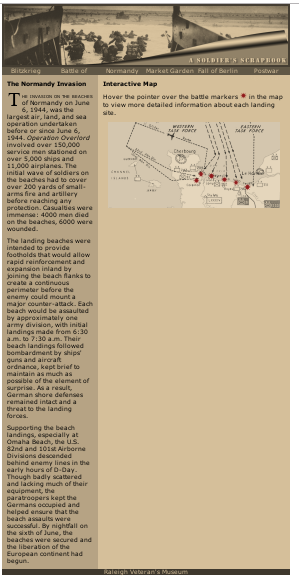 A SOLDIER'S SCRAPBOOK
Blitzkrieg Battle of Normandy Market Garden Fall of Berlin Postwar
The Normandy Invasion
THE INVASION ON THE BEACHES
of Normandy on June
6, 1944, was the
largest air, land, and sea
operation undertaken
before or since June 6,
1944. Operation Overlord
involved over 150,000
service men stationed on
over 5,000 ships and
11,000 airplanes. The
initial wave of soldiers on
the beaches had to cover
over 200 yards of small-
arms fire and artillery
before reaching any
protection. Casualties were
immense: 4000 men died
on the beaches, 6000 were
wounded.
The landing beaches were
intended to provide
footholds that would allow
rapid reinforcement and
expansion inland by
joining the beach flanks to
create a continuous
perimeter before the
enemy could mount a
major counter-attack. Each
beach would be assaulted
by approximately one
army division, with initial
landings made from 6:30
a.m. to 7:30 a.m. Their
beach landings followed
bombardment by ships'
guns and aircraft
ordnance, kept brief to
maintain as much as
possible of the element of
surprise. As a result,
German shore defenses
remained intact and a
threat to the landing
forces.
Supporting the beach
landings, especially at
Omaha Beach, the U.S.
82nd and 101st Airborne
Divisions descended
behind enemy lines in the
early hours of D-Day.
Though badly scattered
and lacking much of their
equipment, the
paratroopers kept the
Germans occupied and
helped ensure that the
beach assaults were
successful. By nightfall on
the sixth of June, the
beaches were secured and
the liberation of the
European continent had
begun.
Interactive Map
Hover the pointer over the battle markers in the map
to view more detailed information about each landing
site.
WESTERN
TASK FORCE
EASTERN
TASK FORCE
Cherbourg
Raleigh Veteran's Museum